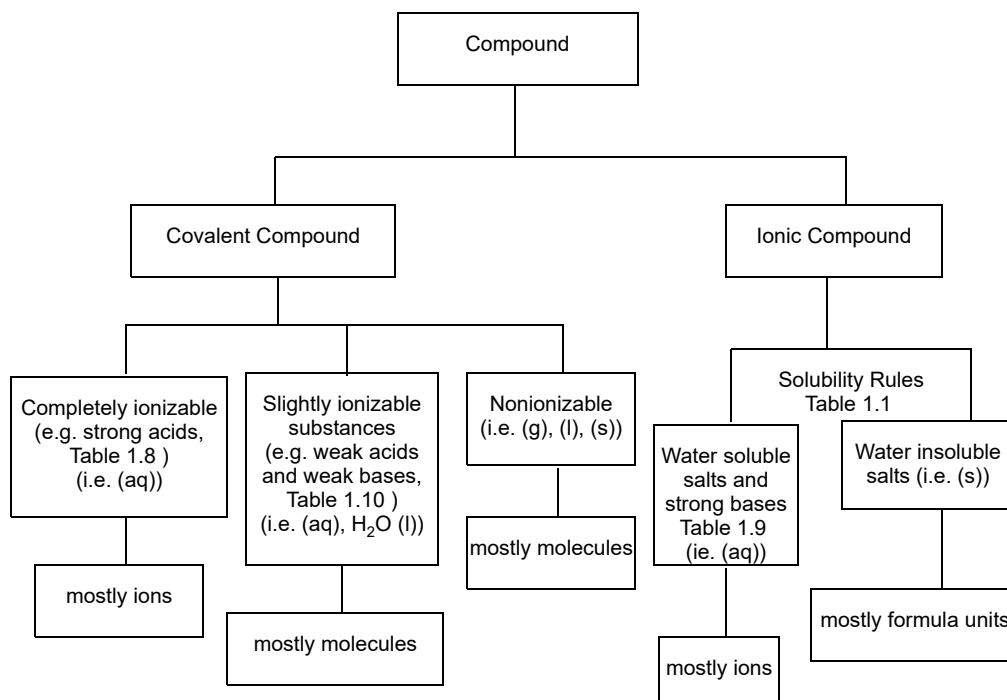 Compound
Covalent Compound
Ionic Compound
Completely ionizable
(e.g. strong acids,
Table 1.8 )
(i.e. (aq))
Slightly ionizable
substances
(e.g. weak acids
and weak bases,
Table 1.10 )
(i.e. (aq), H₂O (l))
Nonionizable
(i.e. (g), (l), (s))
Solubility Rules
Table 1.1
Water soluble
salts and
strong bases
Table 1.9
(ie. (aq))
Water insoluble
salts (i.e. (s))
mostly ions
mostly molecules
mostly molecules
mostly ions
mostly formula units